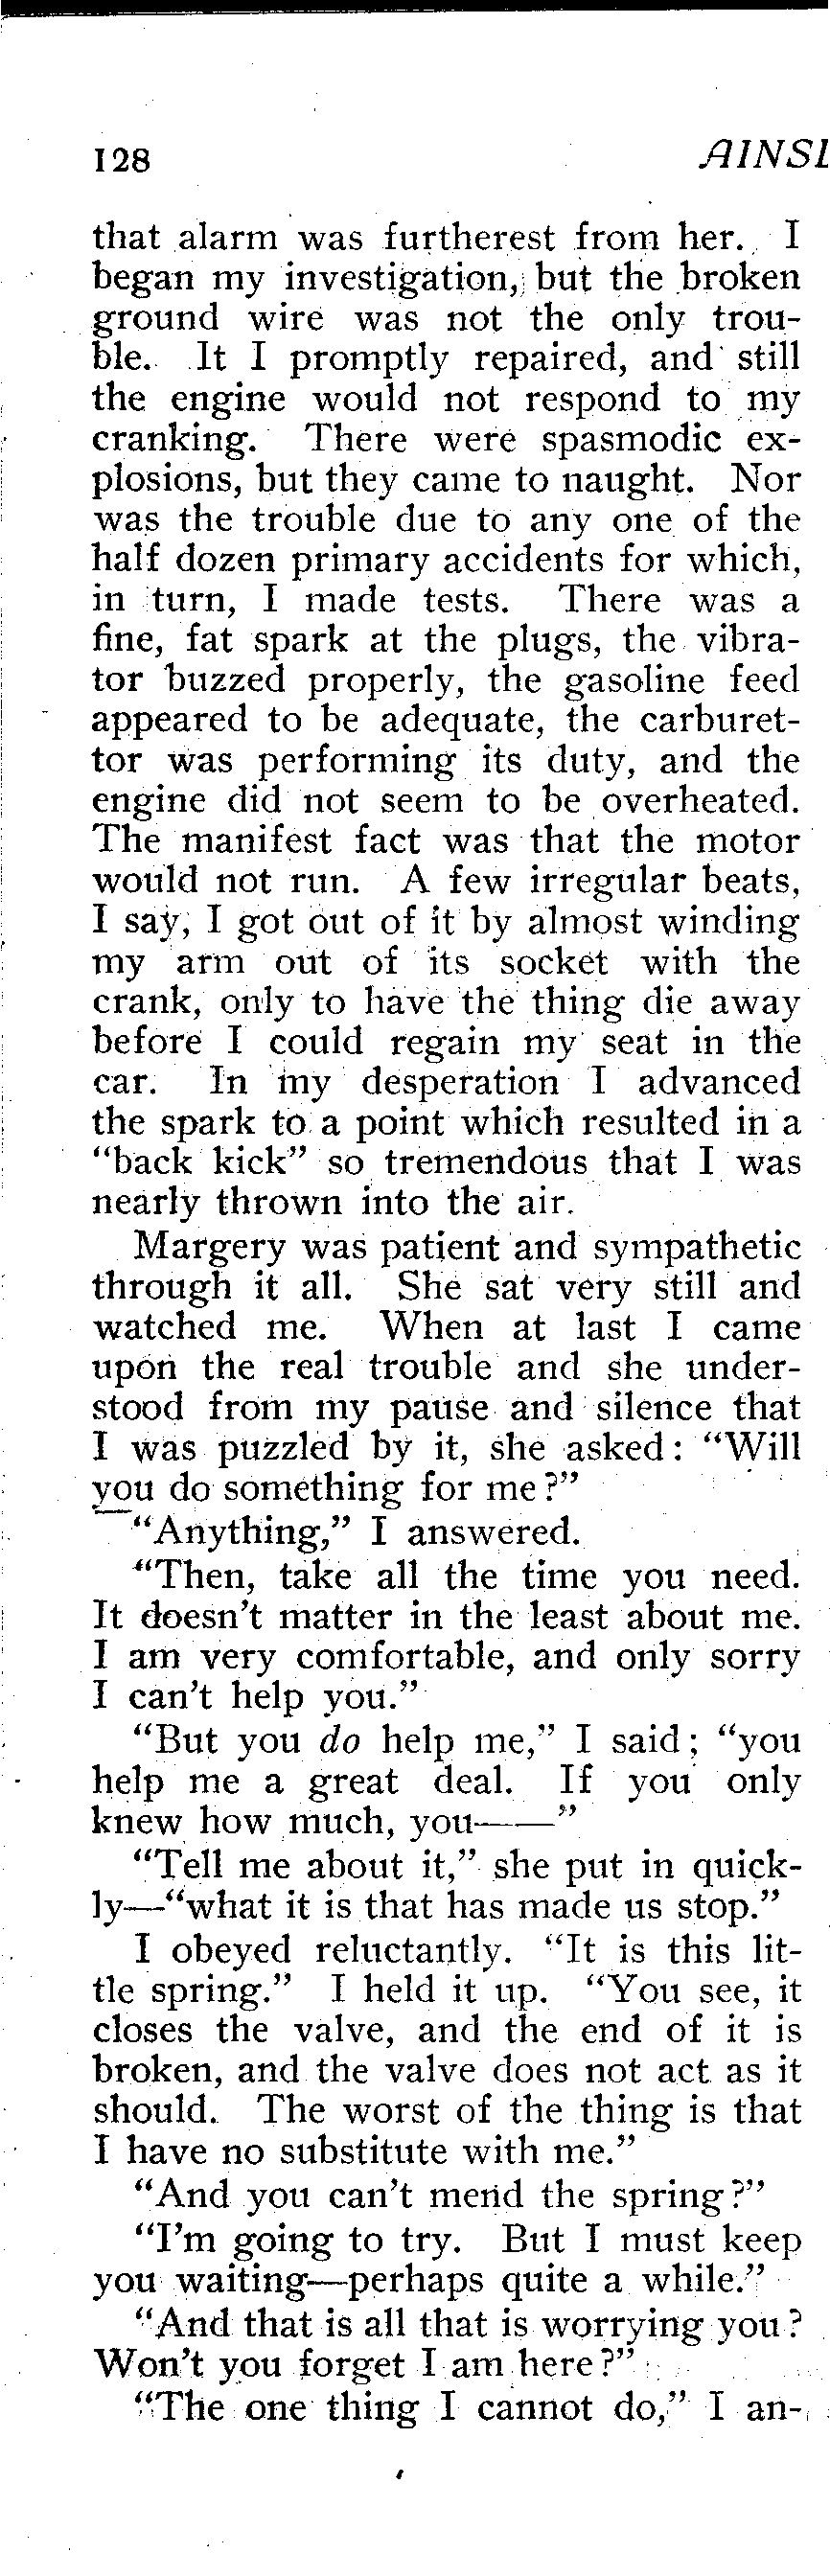 128
AINSL
that alarm was furtherest from her. I
began my investigation, but the broken
ground wire was not the only trou-
ble. It I promptly repaired, and still
the engine would not respond to my
cranking. There were spasmodic ex-
plosions, but they came to naught. Nor
was the trouble due to any one of the
half dozen primary accidents for which,
in turn, I made tests. There was a
fine, fat spark at the plugs, the vibra-
tor buzzed properly, the gasoline feed
appeared to be adequate, the carburet-
tor was performing its duty, and the
engine did not seem to be overheated.
The manifest fact was that the motor
would not run. A few irregular beats,
I say, I got out of it by almost winding
my arm out of its socket with the
crank, only to have the thing die away
before I could regain my seat in the
car. In my desperation I advanced
the spark to a point which resulted in a
"back kick" so tremendous that I was
nearly thrown into the air.
Margery was patient and sympathetic
through it all. She sat very still and
watched me. When at last I came
upon the real trouble and she under-
stood from my pause and silence that
I was puzzled by it, she asked: "Will
you do something for me?"
"Anything," I answered.
"Then, take all the time you need.
It doesn't matter in the least about me.
I am very comfortable, and only sorry
I can't help you."
"But you do help me," I said; "you
help me a great deal. If you only
knew how much, you——"
"Tell me about it," she put in quick-
ly—"what it is that has made us stop."
I obeyed reluctantly. "It is this lit-
tle spring." I held it up. "You see, it
closes the valve, and the end of it is
broken, and the valve does not act as it
should. The worst of the thing is that
I have no substitute with me."
"And you can't mend the spring?"
"I'm going to try. But I must keep
you waiting—perhaps quite a while."
"And that is all that is worrying you?
Won't you forget I am here?"
"The one thing I cannot do," I an-